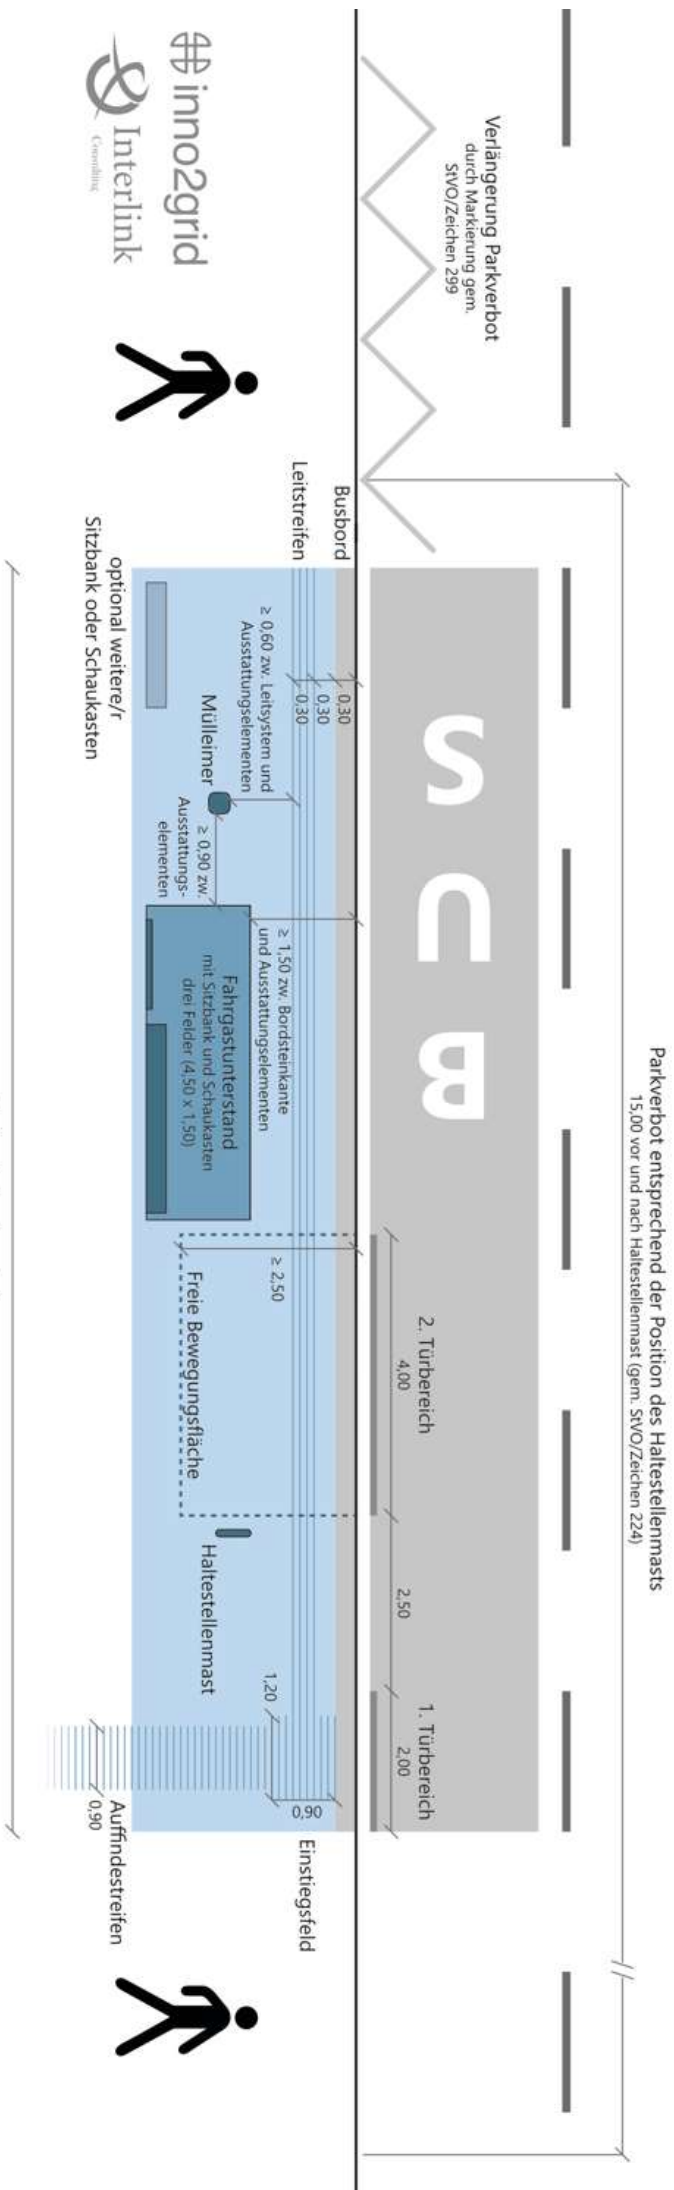 Parkverbot entsprechend der Position des Haltestellenmasts
15,00 vor und nach Haltestellenmast (gem. StVO/Zeichen 224)
Verlängerung Parkverbot
durch Markierung gem.
StVO/Zeichen 299
BUS
2. Türbereich
4,00
2,50
1. Türbereich
2,00
Busbord
Leitstreifen
0,30
0,30
0,30
≥ 0,60 zw. Leitsystem und
Ausstattungselementen
Mülleimer
≥ 0,90 zw.
Ausstattungs-
elementen
≥ 1,50 zw. Bordsteinkante
und Ausstattungselementen
Fahrgastunterstand
mit Sitzbank und Schaukasten
drei Felder (4,50 x 1,50)
≥ 2,50
Freie Bewegungsfläche
Haltestellenmast
1,20
0,90
Einstiegsfeld
0,90
Auffindestreifen
optional weitere/r
Sitzbank oder Schaukasten
inno2grid
Interlink
Consulting